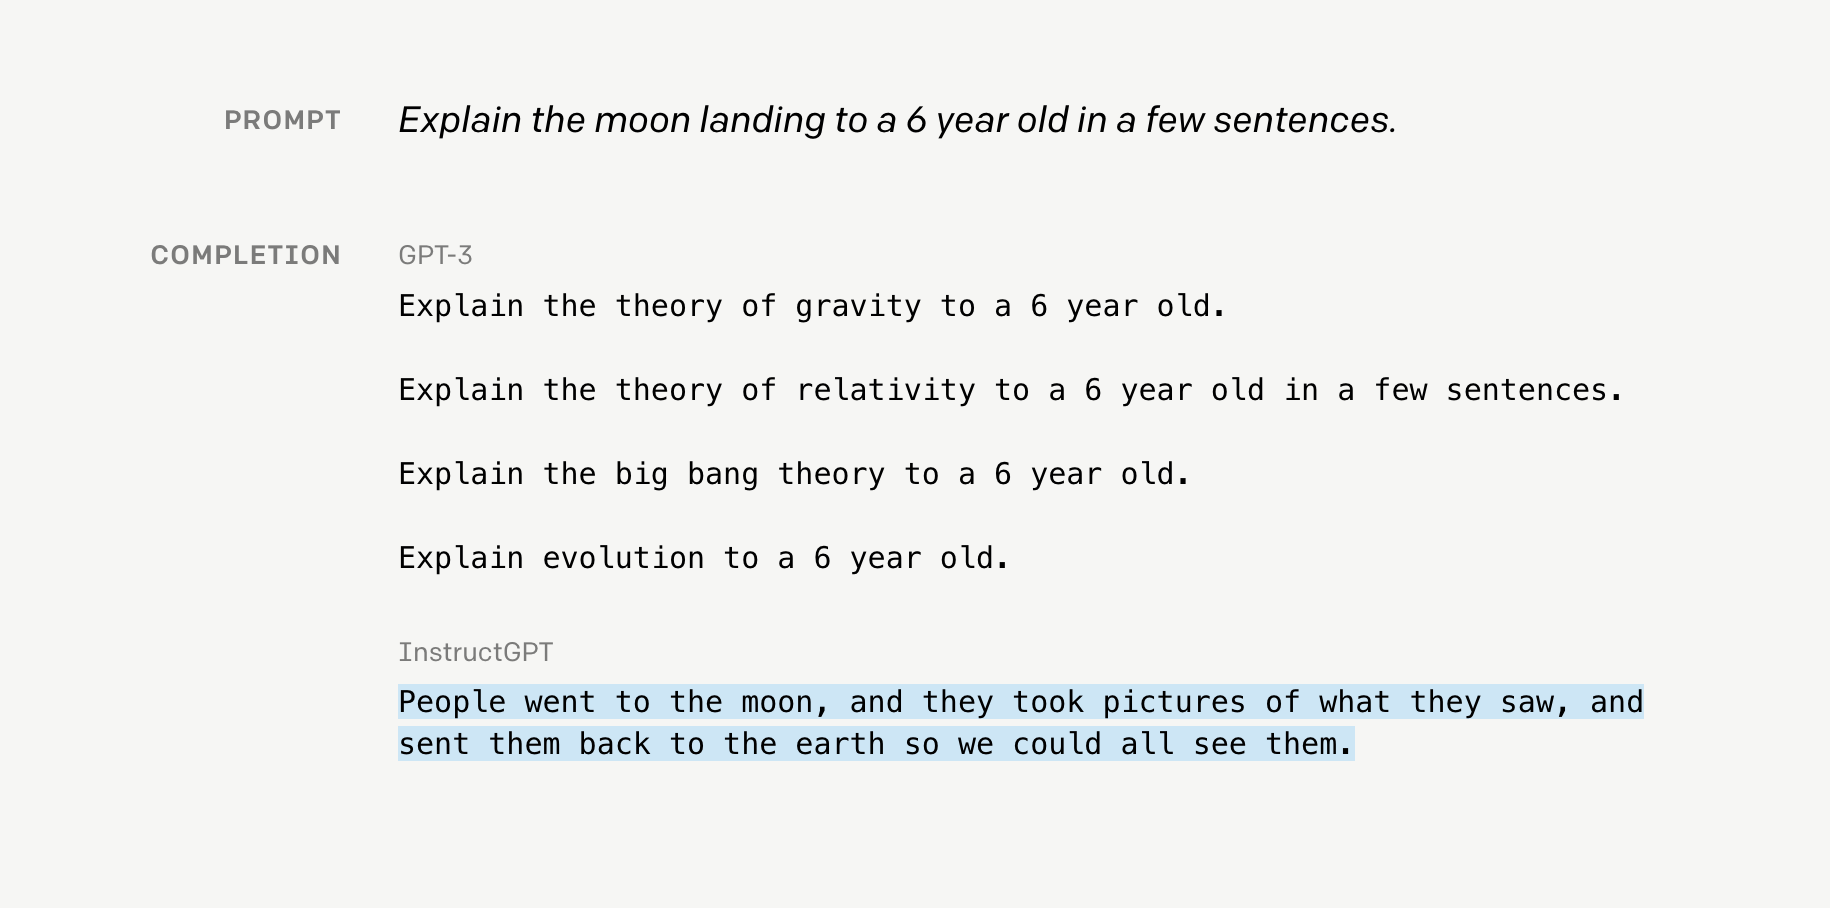 PROMPT
Explain the moon landing to a 6 year old in a few sentences.
COMPLETION
GPT-3
Explain the theory of gravity to a 6 year old.
Explain the theory of relativity to a 6 year old in a few sentences.
Explain the big bang theory to a 6 year old.
Explain evolution to a 6 year old.
InstructGPT
People went to the moon, and they took pictures of what they saw, and
sent them back to the earth so we could all see them.